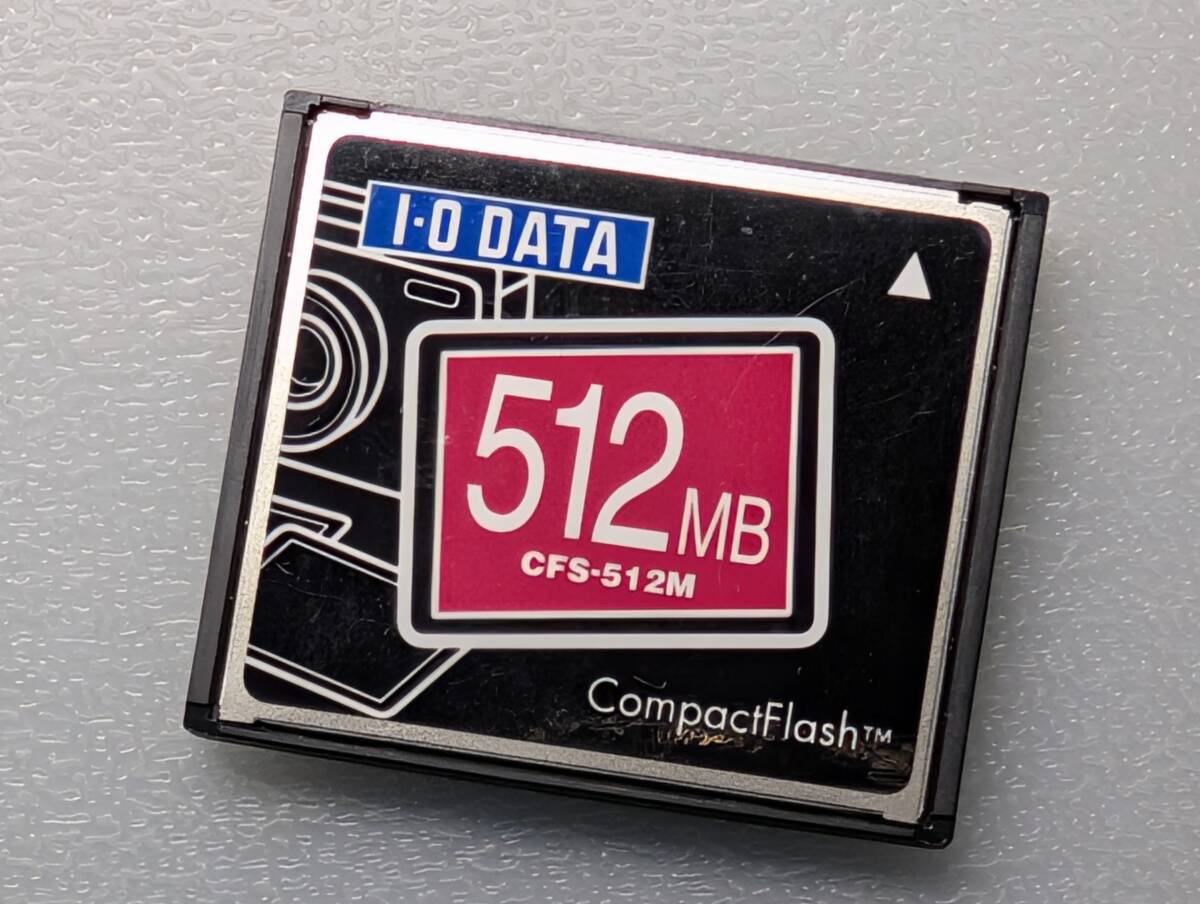 I-O DATA
512MB
CFS-512M
CompactFlash™